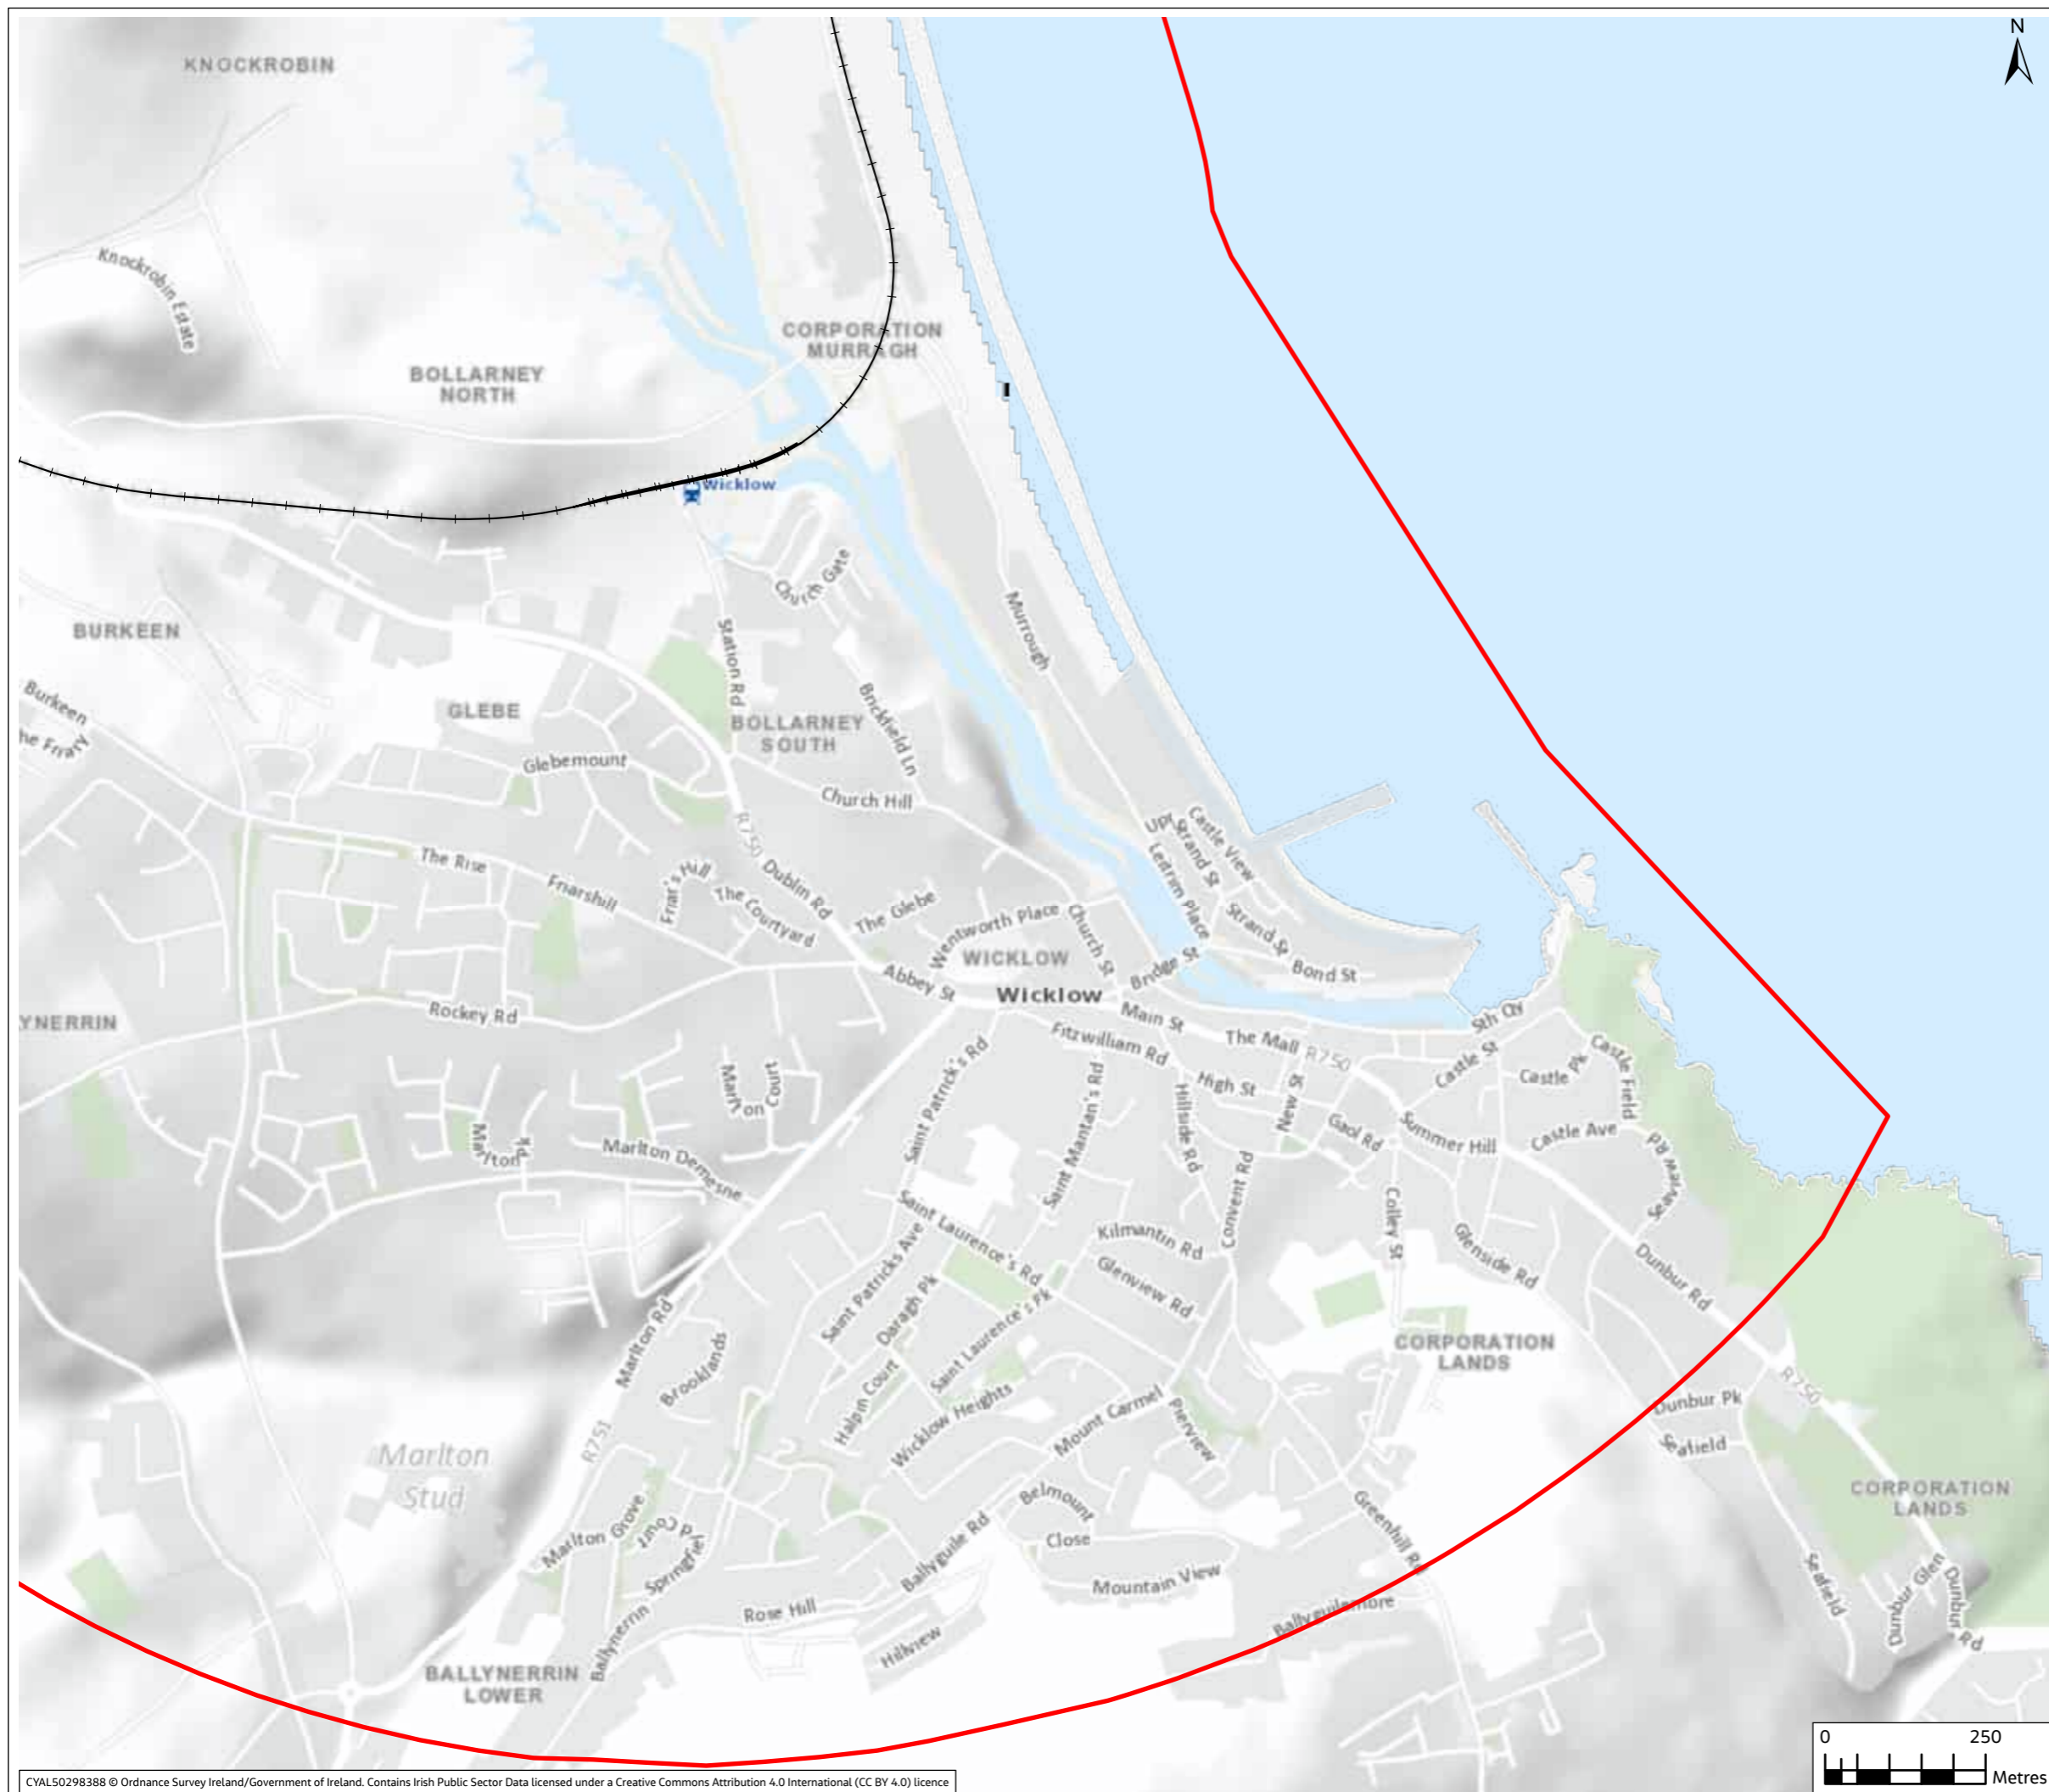 N
KNOCKROBIN
Knockrobin Estate
CORPORATION
MURRAGH
BOLLARNEY
NORTH
Wicklow
Church Gate
Murrough
BURKEEN
Station Rd
Burkeen
he Friary
GLEBE
Brickfield Ln
BOLLARNEY
SOUTH
Glebemount
Church Hill
R750
Upr
Strand St
Castle View
Leitrim Place
The Rise
Friarshill
Friar's Hill
The Courtyard
Dublin Rd
The Glebe
Wentworth Place
Church St
Strand St
Bond St
WICKLOW
Wicklow
Abbey St
Bridge St
Main St
YNERRIN
Rockey Rd
Fitzwilliam Rd
The Mall
R750
Castle St
Castle Pk
Castle Field
Marlton Court
Saint Patrick's Rd
Saint Mantan's Rd
Hillside Rd
High St
New St
Gaol Rd
Summer Hill
Castle Ave
Seaview Rd
Marlton Pk
Marlton Demesne
Saint Laurence's Rd
Convent Rd
Colley St
Kilmantin Rd
Glenview Rd
Glenside Rd
Dunbur Rd
Saint Patricks Ave
Daragh Pk
Saint Laurence's Pk
Marlton Rd
Brooklands
Halpin Court
Wicklow Heights
Mount Carmel
Pierview
CORPORATION
LANDS
R750
Dunbur Pk
Seafield
R751
Marlton
Stud
Belmount
Close
Greenhill Rd
CORPORATION
LANDS
Marlton Grove
Springfield Court
Ballyguile Rd
Mountain View
Seafield
Dunbur Glen
Dunbur Rd
Rose Hill
Ballyguilemore
Hillview
Ballynerrin
BALLYNERRIN
LOWER
0 250
Metres
CYAL50298388 © Ordnance Survey Ireland/Government of Ireland. Contains Irish Public Sector Data licensed under a Creative Commons Attribution 4.0 International (CC BY 4.0) licence